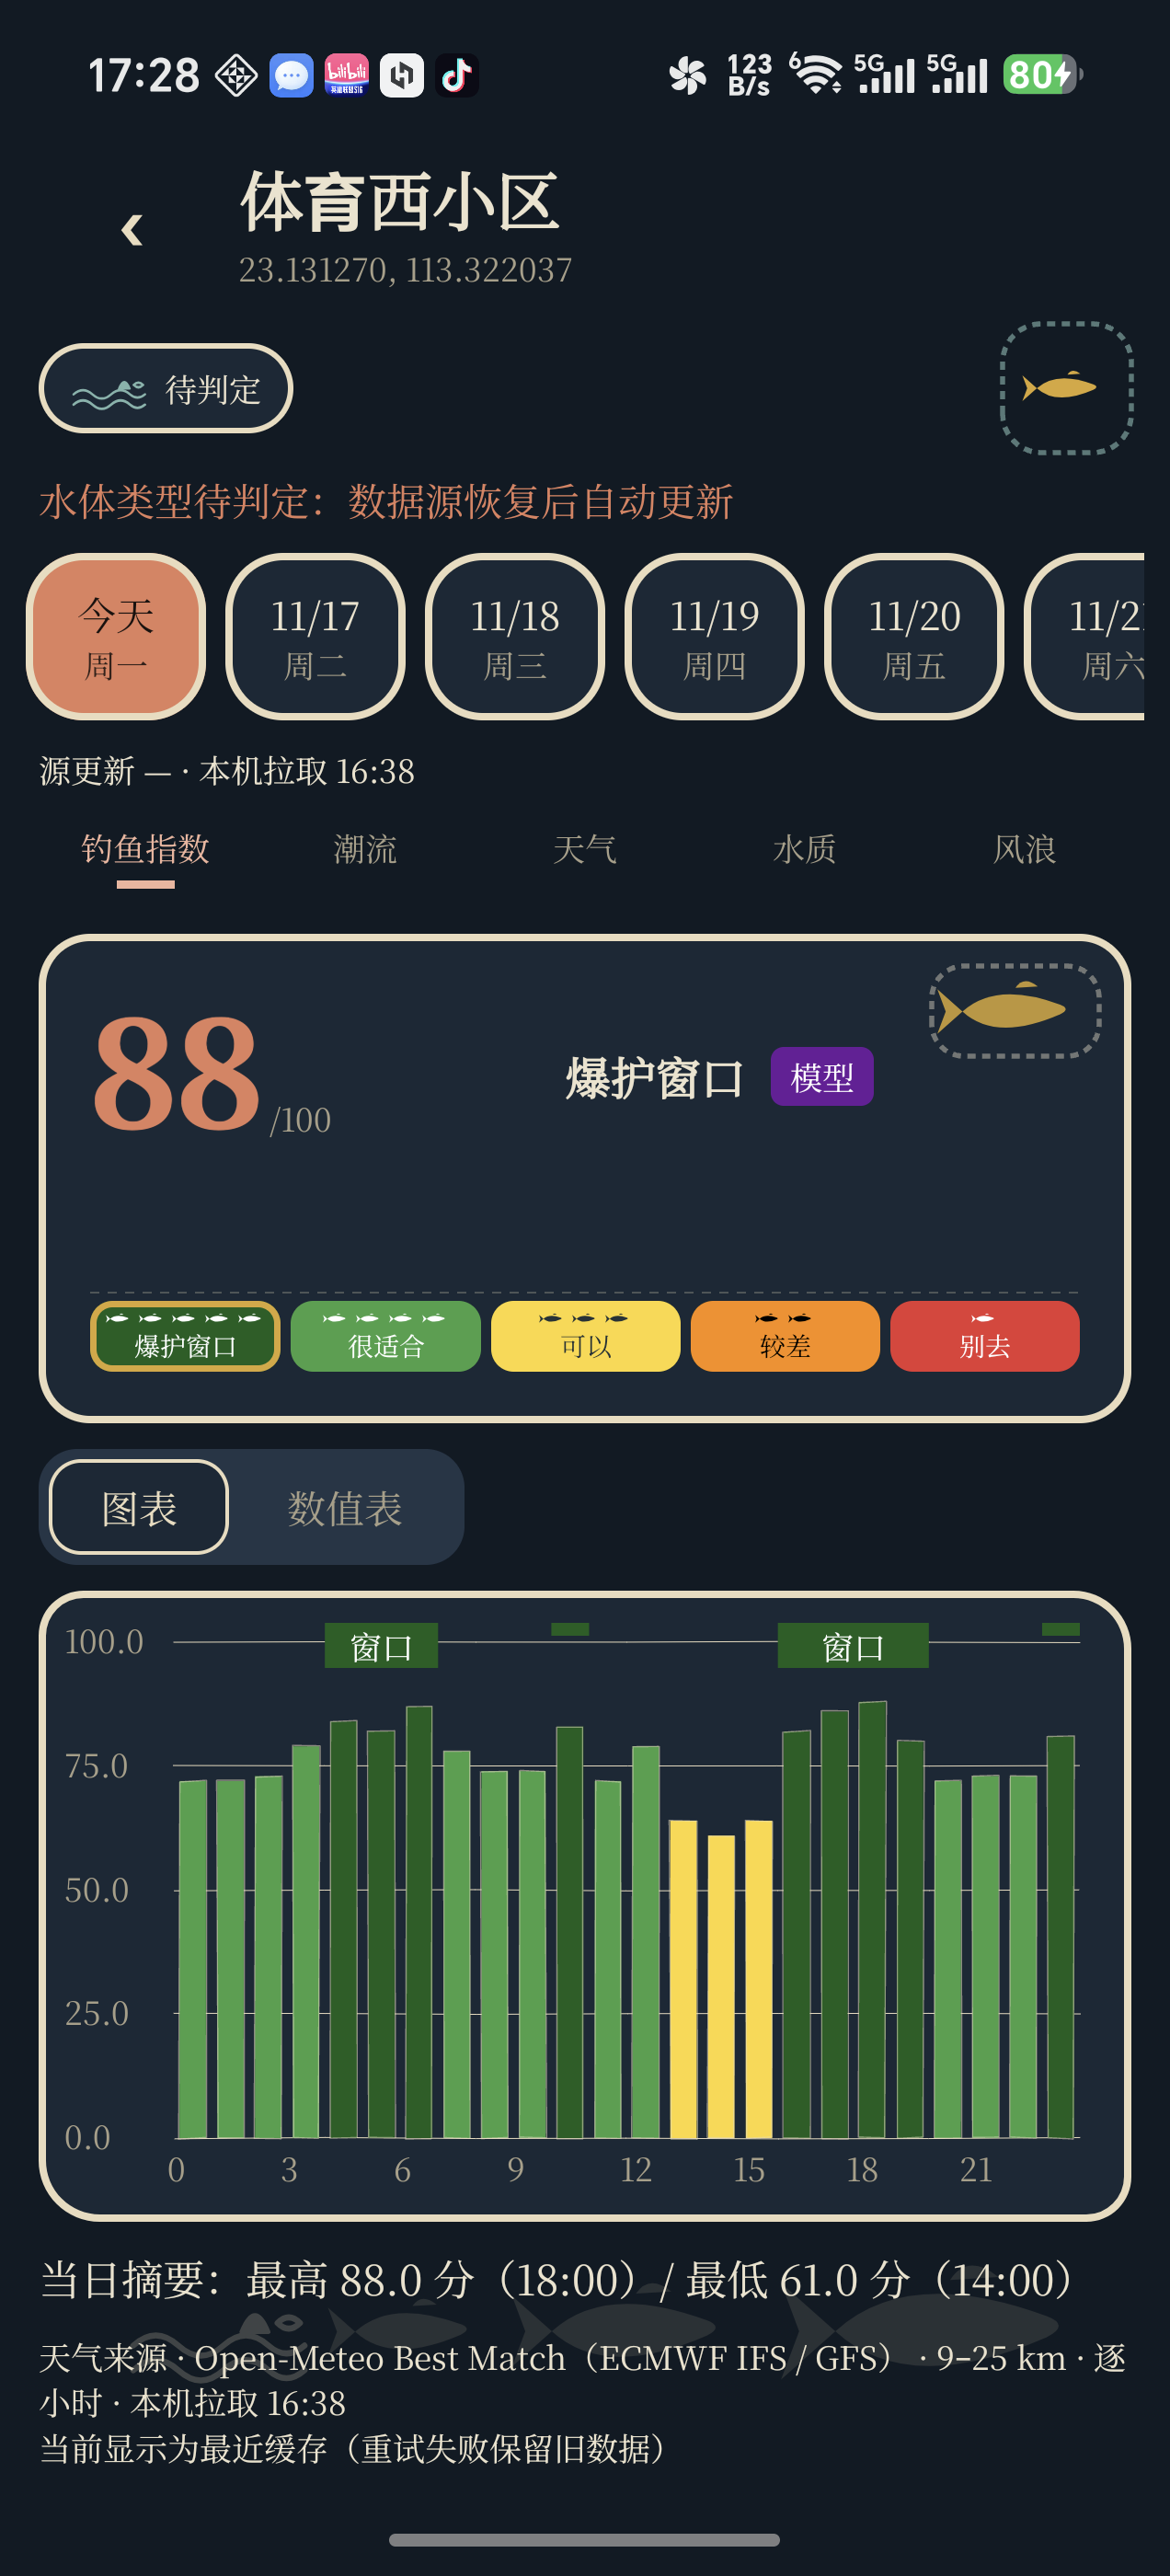 17:28
bilibili
123
B/s
6
5G
5G
80
体育西小区
23.131270, 113.322037
待判定
水体类型待判定：数据源恢复后自动更新
今天
周一
11/17
周二
11/18
周三
11/19
周四
11/20
周五
11/2
周六
源更新 — · 本机拉取 16:38
钓鱼指数 潮流 天气 水质 风浪
88 /100
爆护窗口 模型
爆护窗口 很适合 可以 较差 别去
图表 数值表
窗口 窗口
100.0
75.0
50.0
25.0
0.0
0 3 6 9 12 15 18 21
当日摘要：最高 88.0 分（18:00）/ 最低 61.0 分（14:00）
天气来源 · Open-Meteo Best Match（ECMWF IFS / GFS） · 9–25 km · 逐
小时 · 本机拉取 16:38
当前显示为最近缓存（重试失败保留旧数据）